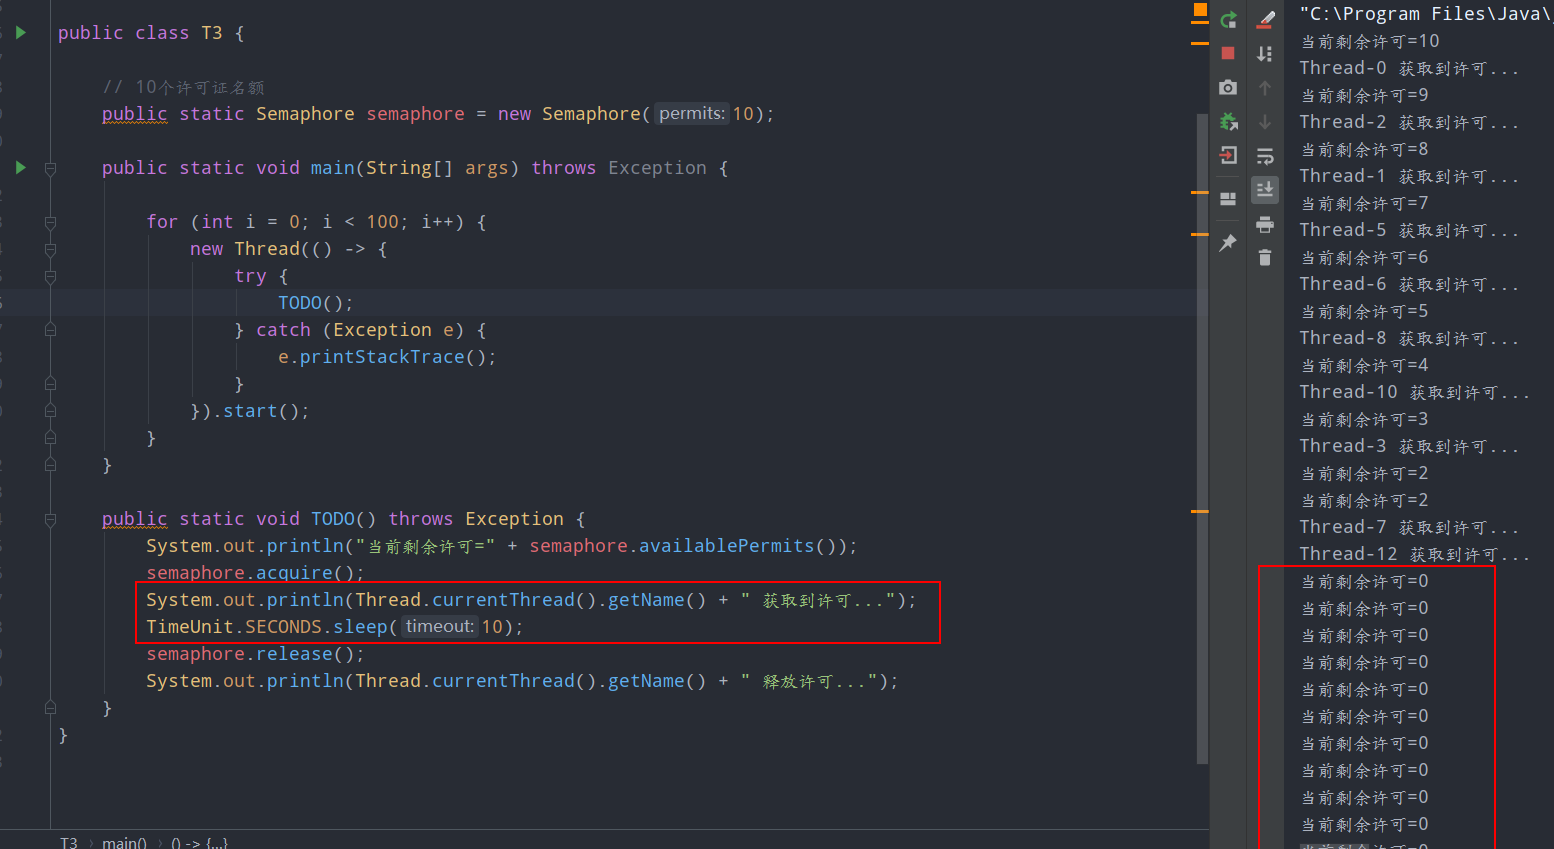 public class T3 {
// 10个许可证名额
public static Semaphore semaphore = new Semaphore( permits: 10);
public static void main(String[] args) throws Exception {
for (int i = 0; i < 100; i++) {
new Thread(() -> {
try {
TODO();
} catch (Exception e) {
e.printStackTrace();
}
}).start();
}
}
public static void TODO() throws Exception {
System.out.println("当前剩余许可=" + semaphore.availablePermits());
semaphore.acquire();
System.out.println(Thread.currentThread().getName() + " 获取到许可...");
TimeUnit.SECONDS.sleep( timeout: 10);
semaphore.release();
System.out.println(Thread.currentThread().getName() + " 释放许可...");
}
}
T3 › main() › () -> {...}
"C:\Program Files\Java\
当前剩余许可=10
Thread-0 获取到许可...
当前剩余许可=9
Thread-2 获取到许可...
当前剩余许可=8
Thread-1 获取到许可...
当前剩余许可=7
Thread-5 获取到许可...
当前剩余许可=6
Thread-6 获取到许可...
当前剩余许可=5
Thread-8 获取到许可...
当前剩余许可=4
Thread-10 获取到许可...
当前剩余许可=3
Thread-3 获取到许可...
当前剩余许可=2
当前剩余许可=2
Thread-7 获取到许可...
Thread-12 获取到许可...
当前剩余许可=0
当前剩余许可=0
当前剩余许可=0
当前剩余许可=0
当前剩余许可=0
当前剩余许可=0
当前剩余许可=0
当前剩余许可=0
当前剩余许可=0
当前剩余许可=0